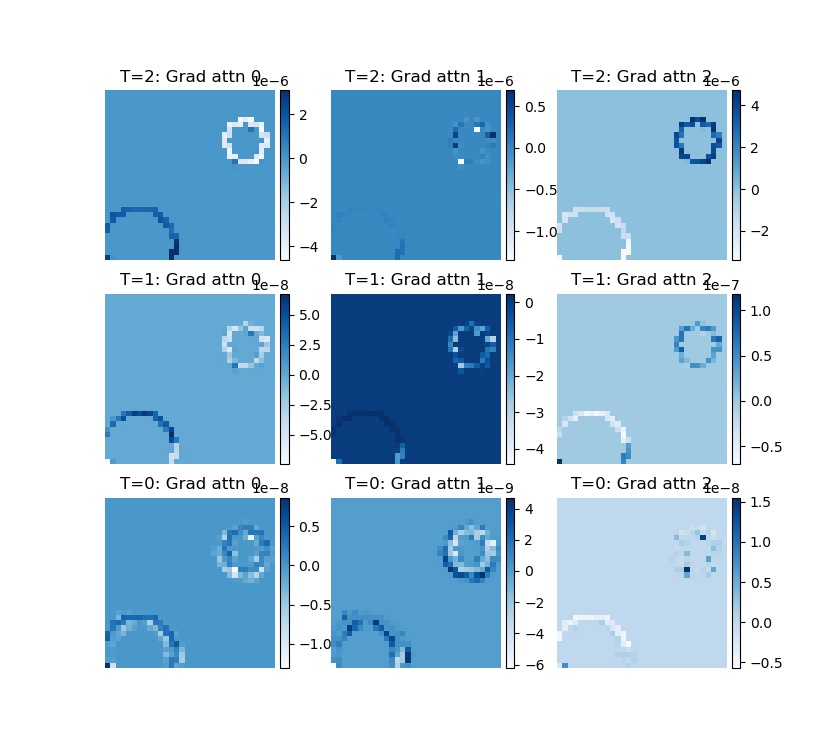 T=2: Grad attn 0
1e−6
2
0
−2
−4
T=2: Grad attn 1
1e−6
0.5
0.0
−0.5
−1.0
T=2: Grad attn 2
1e−6
4
2
0
−2
T=1: Grad attn 0
1e−8
5.0
2.5
0.0
−2.5
−5.0
T=1: Grad attn 1
1e−8
0
−1
−2
−3
−4
T=1: Grad attn 2
1e−7
1.0
0.5
0.0
−0.5
T=0: Grad attn 0
1e−8
0.5
0.0
−0.5
−1.0
T=0: Grad attn 1
1e−9
4
2
0
−2
−4
−6
T=0: Grad attn 2
1e−8
1.5
1.0
0.5
0.0
−0.5